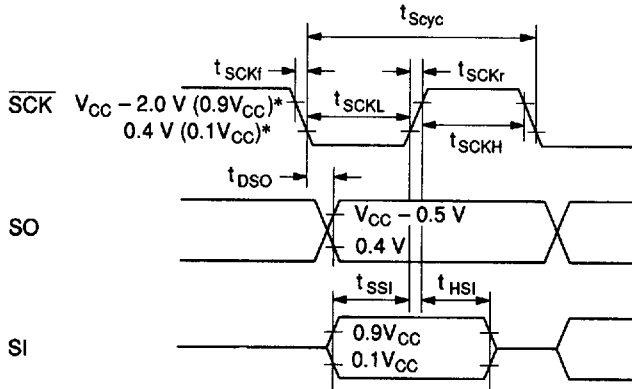 tScyc
tSCKf
tSCKr
SCK VCC – 2.0 V (0.9VCC)*
tSCKL
0.4 V (0.1VCC)*
tSCKH
tDSO
SO
VCC – 0.5 V
0.4 V
tSSI
tHSI
SI
0.9VCC
0.1VCC